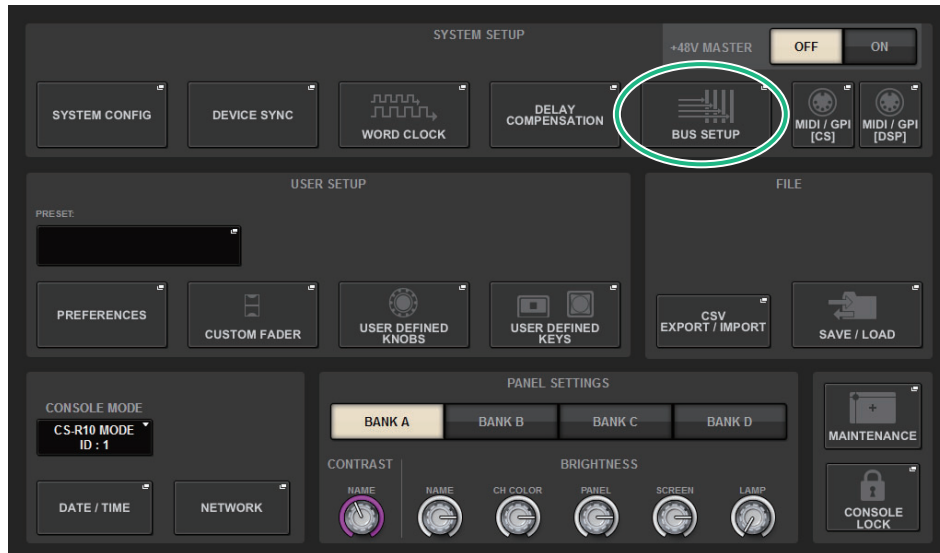 SYSTEM SETUP
+48V MASTER
OFF
ON
SYSTEM CONFIG
DEVICE SYNC
WORD CLOCK
DELAY
COMPENSATION
BUS SETUP
MIDI / GPI
[CS]
MIDI / GPI
[DSP]
USER SETUP
PRESET:
PREFERENCES
CUSTOM FADER
USER DEFINED
KNOBS
USER DEFINED
KEYS
FILE
CSV
EXPORT / IMPORT
SAVE / LOAD
CONSOLE MODE
CS-R10 MODE
ID : 1
DATE / TIME
NETWORK
PANEL SETTINGS
BANK A
BANK B
BANK C
BANK D
CONTRAST
BRIGHTNESS
NAME
NAME
CH COLOR
PANEL
SCREEN
LAMP
MAINTENANCE
CONSOLE
LOCK